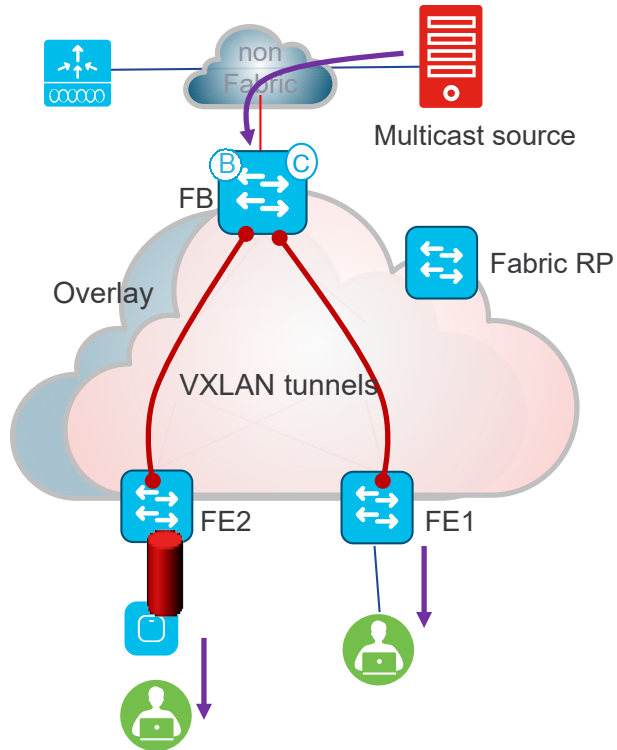 non
Fabric
Multicast source
B
C
FB
Fabric RP
Overlay
VXLAN tunnels
FE2
FE1